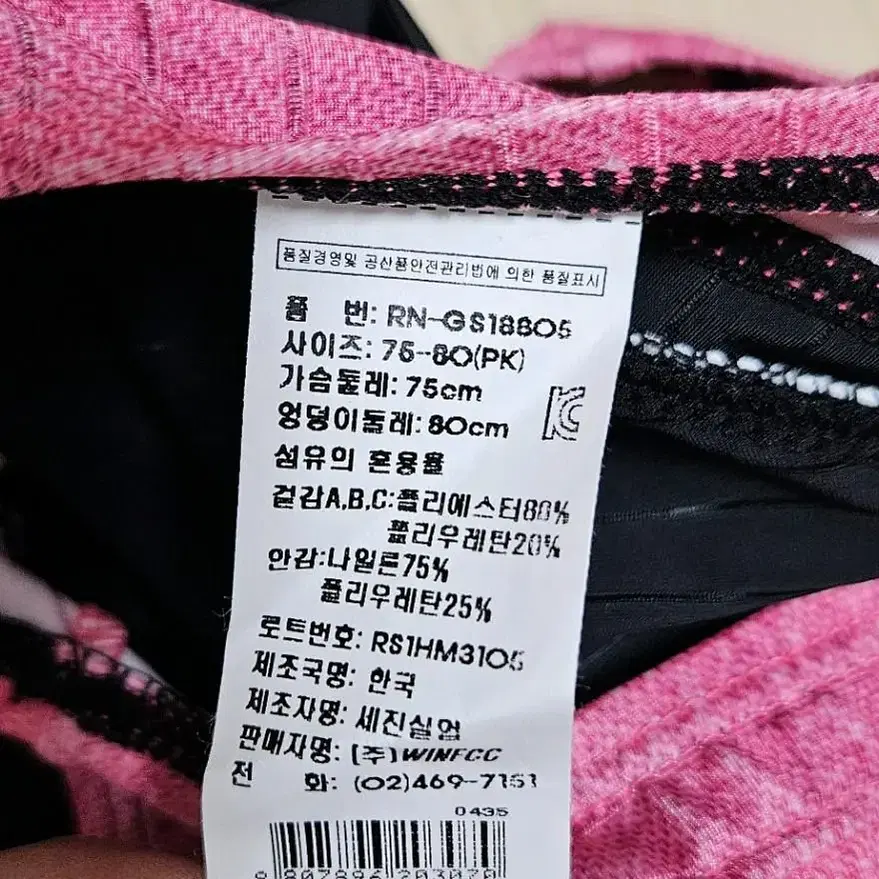 품질경영및 공산품안전관리법에 의한 품질표시
품 번: RN-GS18805
사이즈: 75-80(PK)
가슴둘레: 75cm
엉덩이둘레: 80cm
섬유의 혼용율
겉감A,B,C:폴리에스터80%
폴리우레탄20%
안감:나일론75%
폴리우레탄25%
로트번호: RS1HM3105
제조국명: 한국
제조자명: 세진실업
판매자명: (주)WINFCC
전 화: (02)469-7151
0435
8 807896 203070